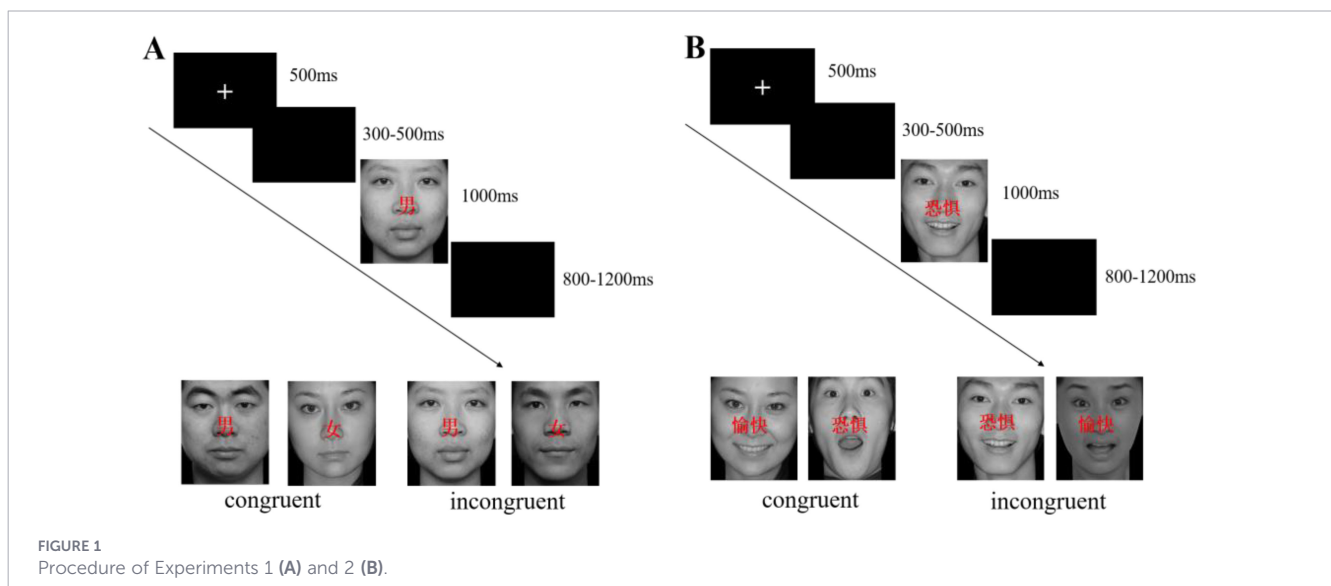 A
500ms
300-500ms
男
1000ms
800-1200ms
男 女 男 女
congruent incongruent
B
500ms
300-500ms
恐惧
1000ms
800-1200ms
愉快 恐惧 恐惧 愉快
congruent incongruent
FIGURE 1
Procedure of Experiments 1 (A) and 2 (B).